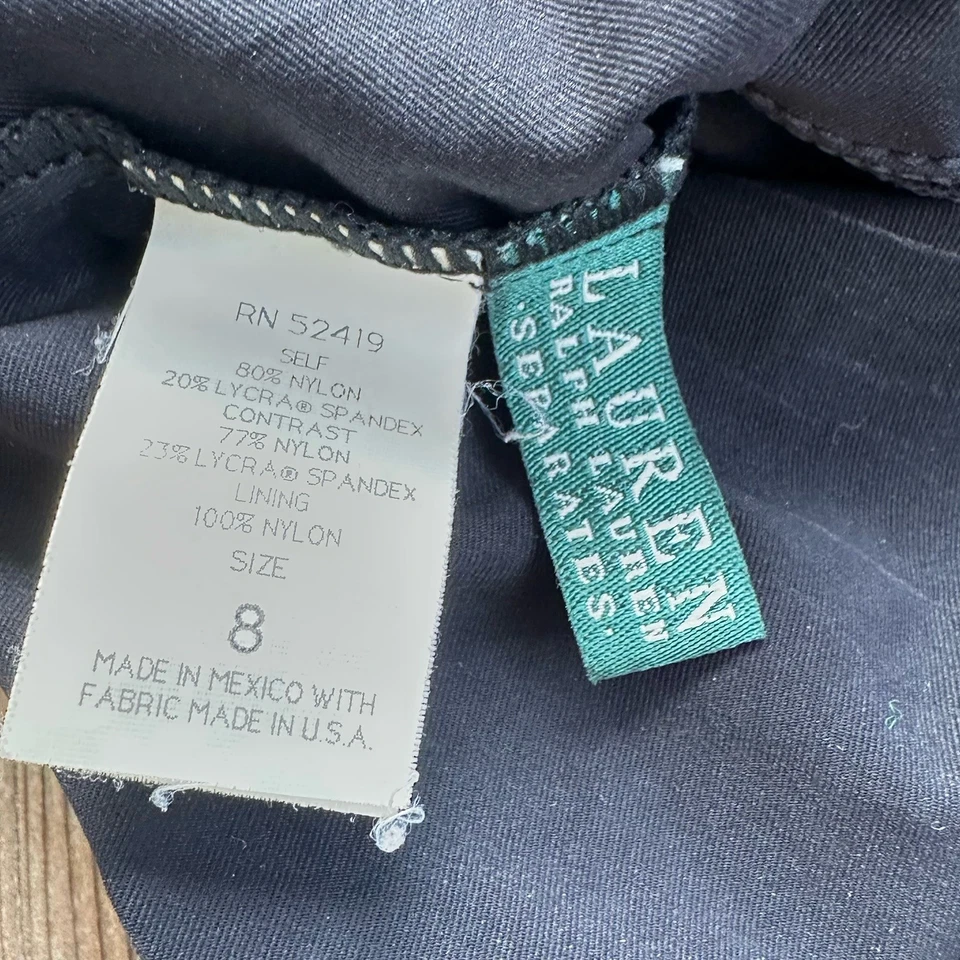 RN 52419
SELF
80% NYLON
20% LYCRA® SPANDEX
CONTRAST
77% NYLON
23% LYCRA® SPANDEX
LINING
100% NYLON
SIZE
8
MADE IN MEXICO WITH
FABRIC MADE IN U.S.A.
LAUREN
RALPH LAUREN
·SEPARATES·